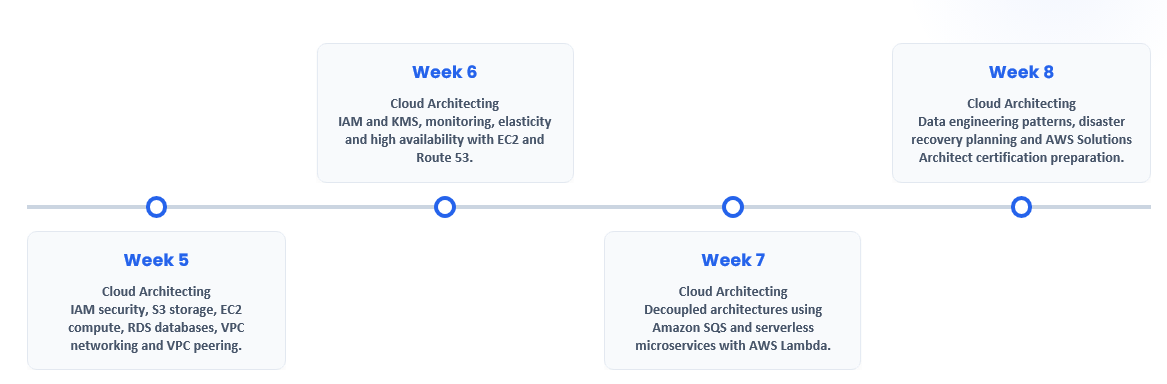 Week 5
Cloud Architecting
IAM security, S3 storage, EC2
compute, RDS databases, VPC
networking and VPC peering.
Week 6
Cloud Architecting
IAM and KMS, monitoring, elasticity
and high availability with EC2 and
Route 53.
Week 7
Cloud Architecting
Decoupled architectures using
Amazon SQS and serverless
microservices with AWS Lambda.
Week 8
Cloud Architecting
Data engineering patterns, disaster
recovery planning and AWS Solutions
Architect certification preparation.